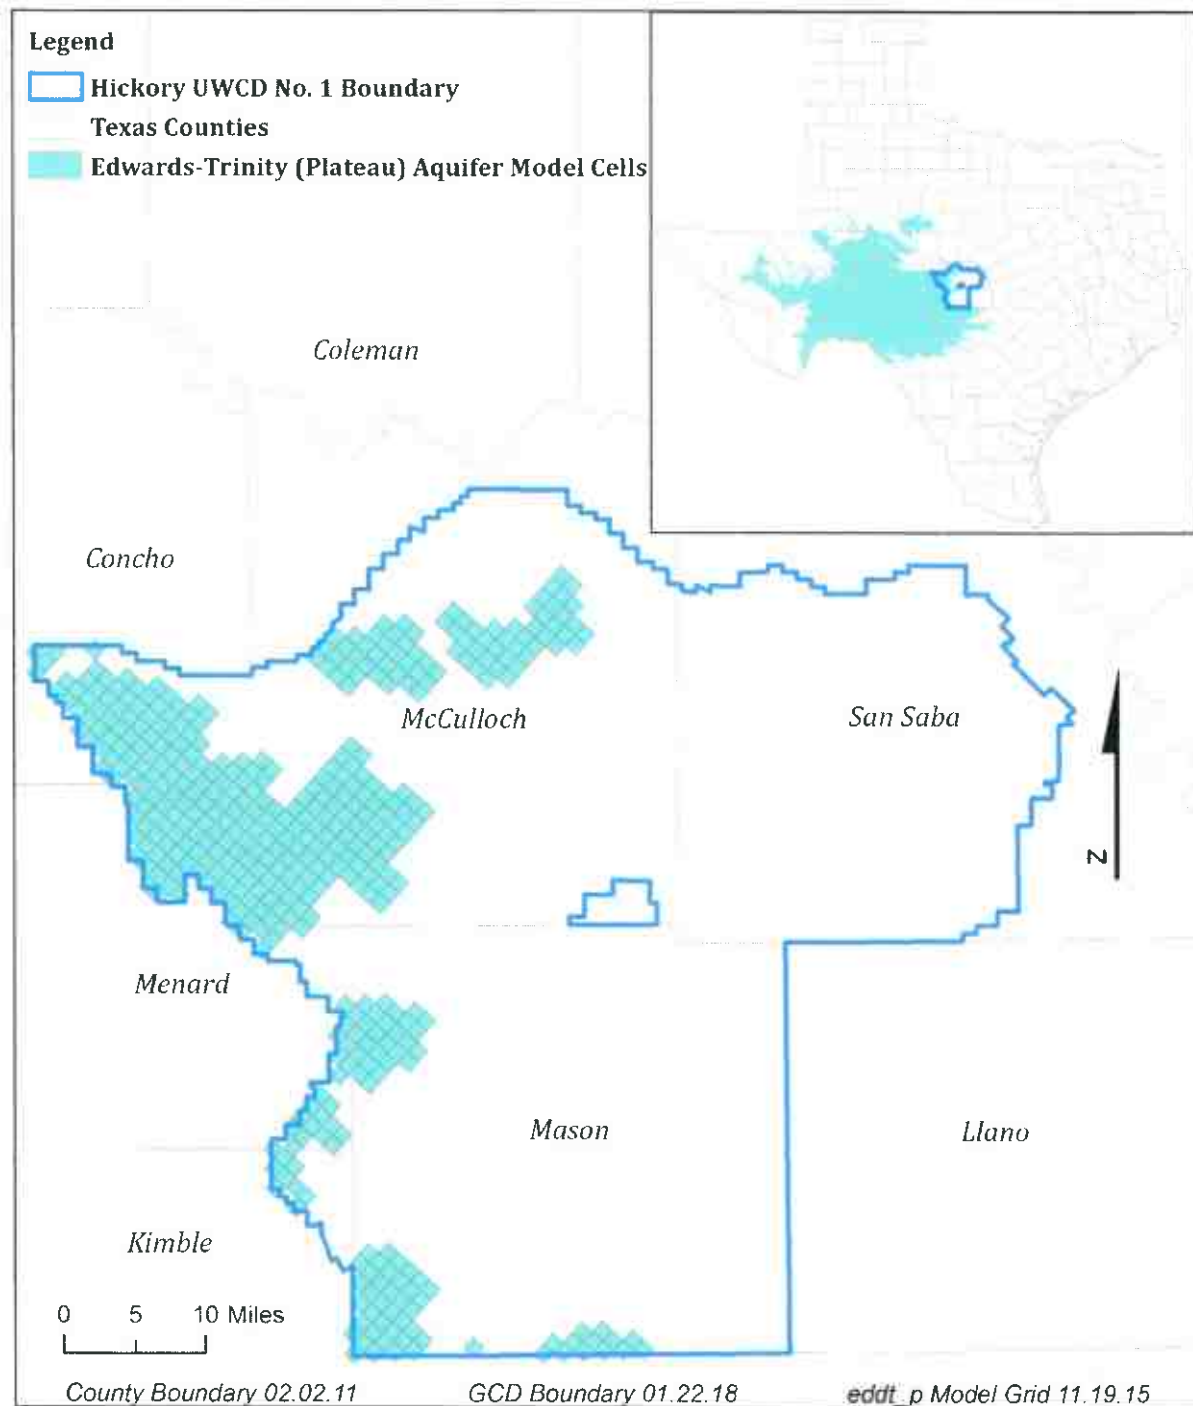 Legend
Hickory UWCD No. 1 Boundary
Texas Counties
Edwards-Trinity (Plateau) Aquifer Model Cells
Coleman
Concho
McCulloch
San Saba
N
Menard
Mason
Llano
Kimble
0 5 10 Miles
County Boundary 02.02.11 GCD Boundary 01.22.18 eddt_p Model Grid 11.19.15